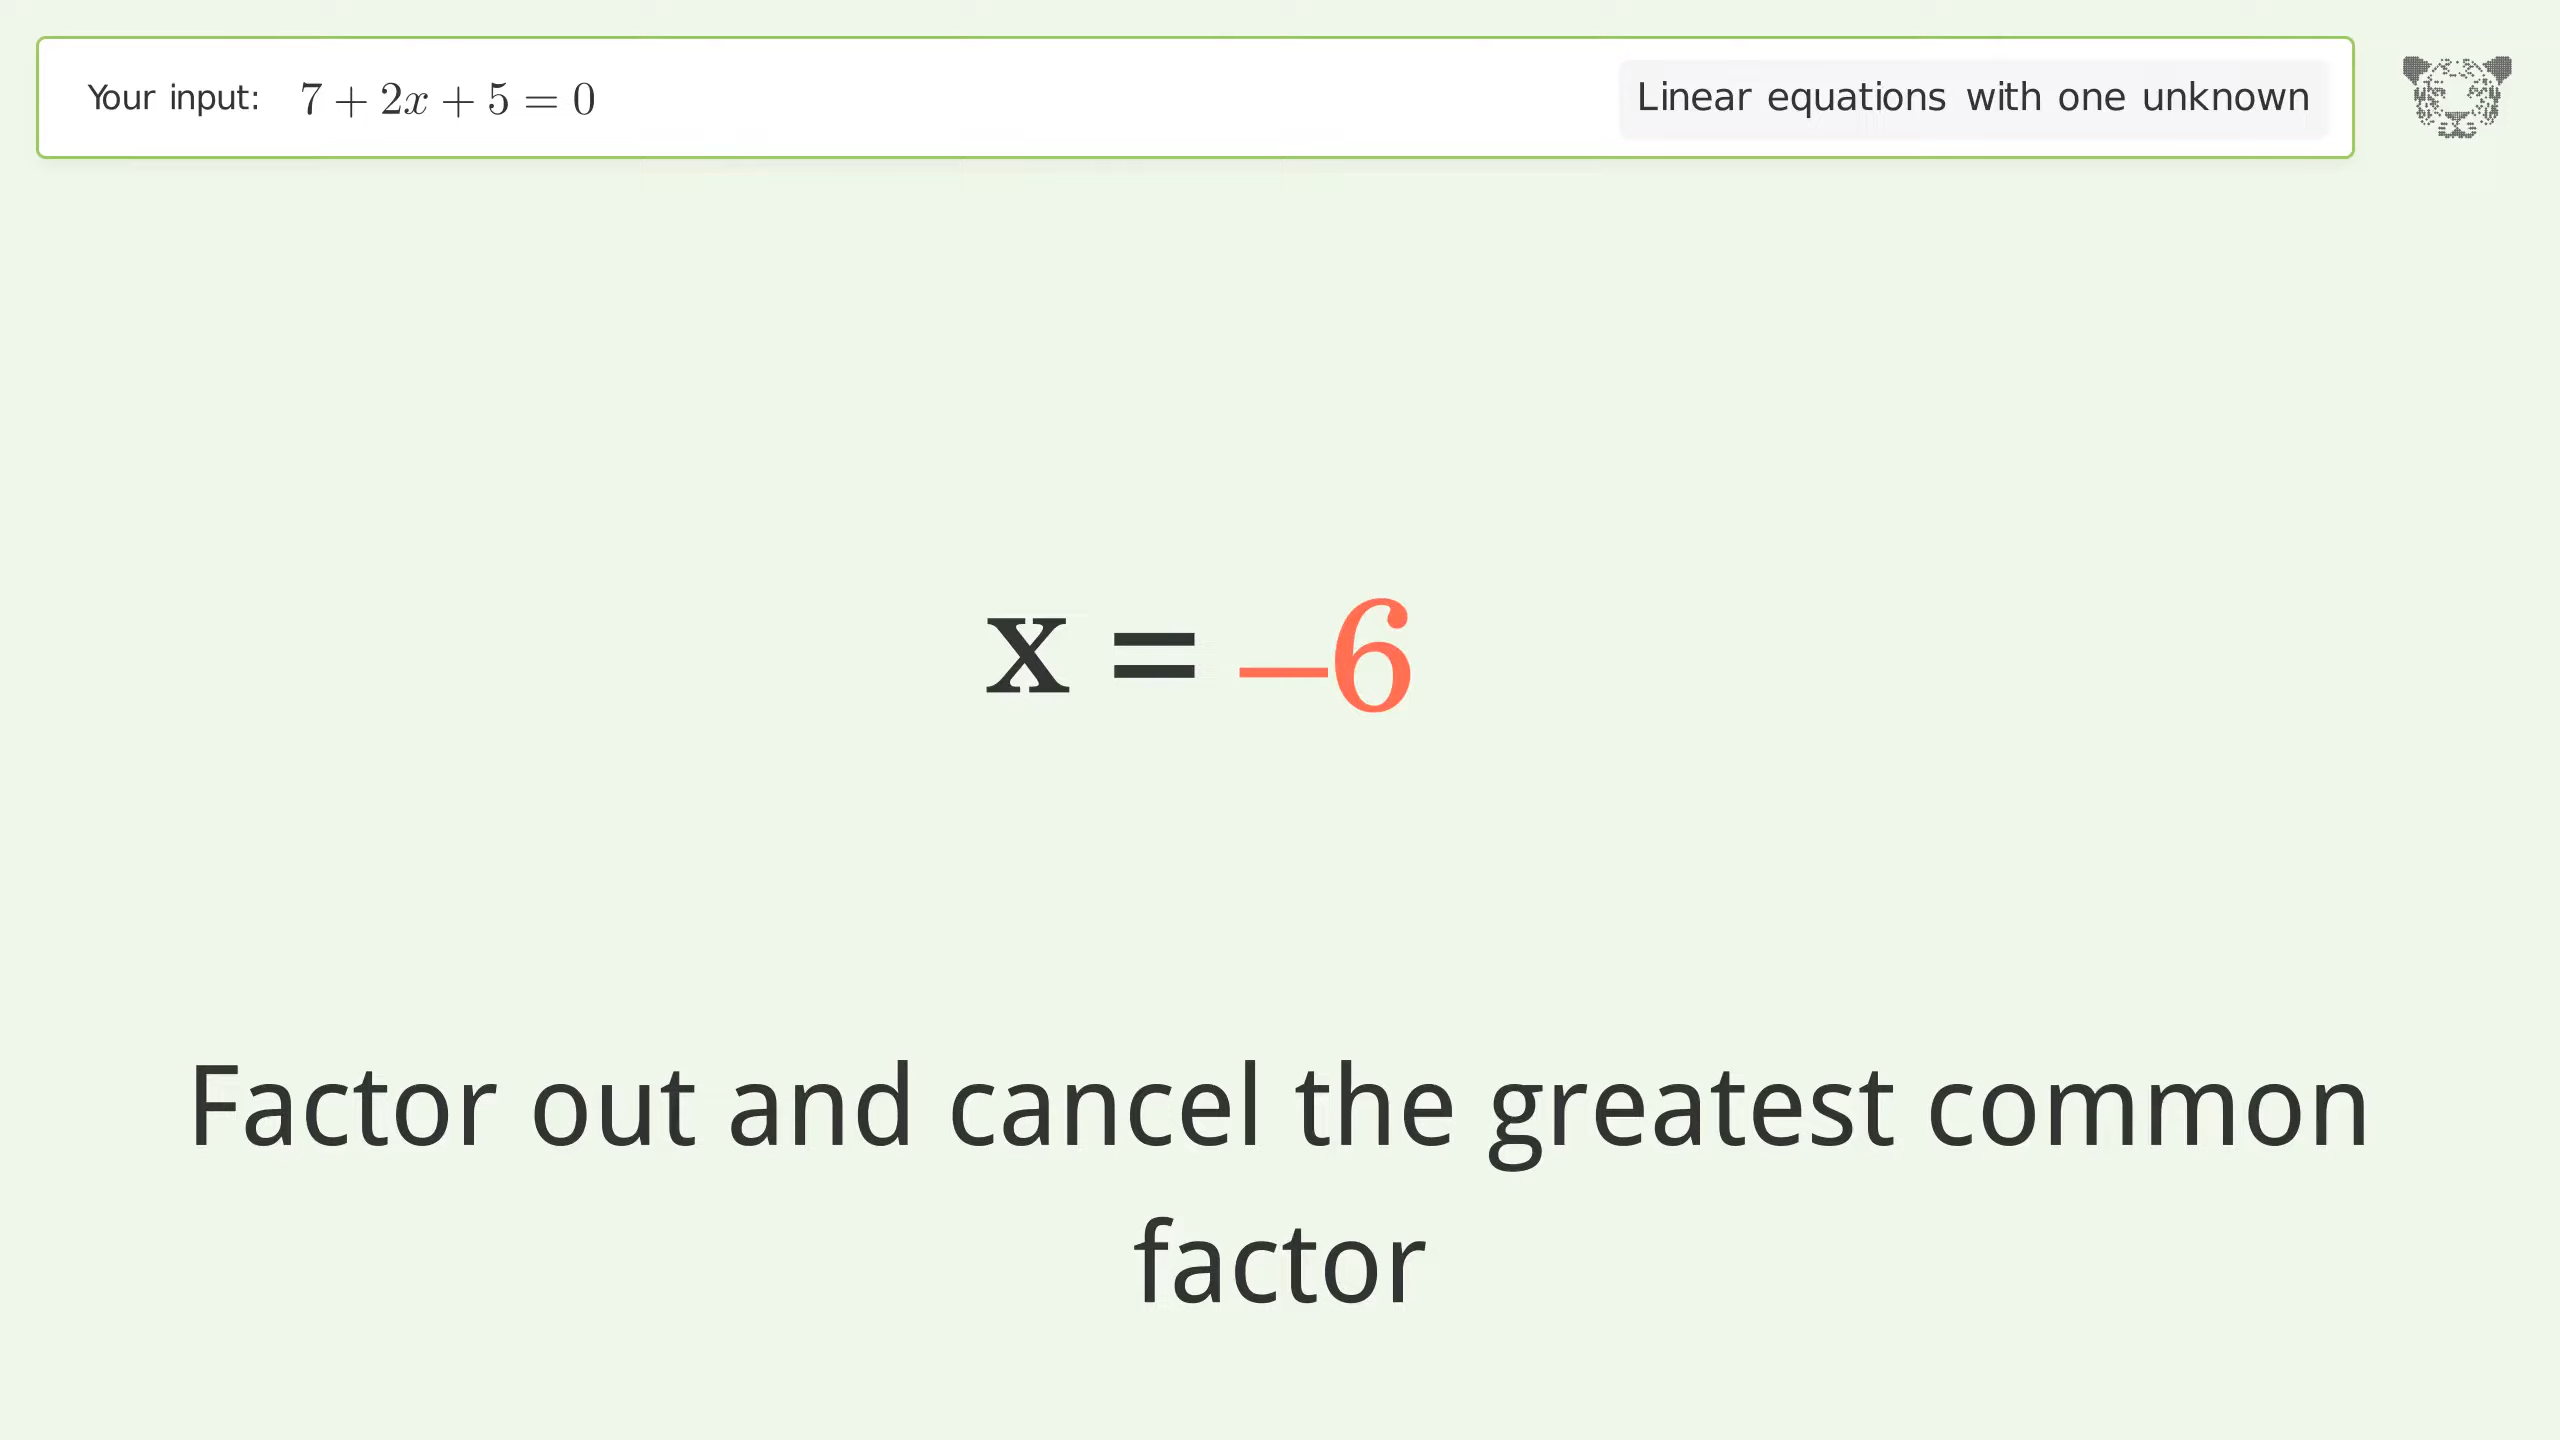 Your input: 7 + 2x + 5 = 0
Linear equations with one unknown
x = –6
Factor out and cancel the greatest common
factor